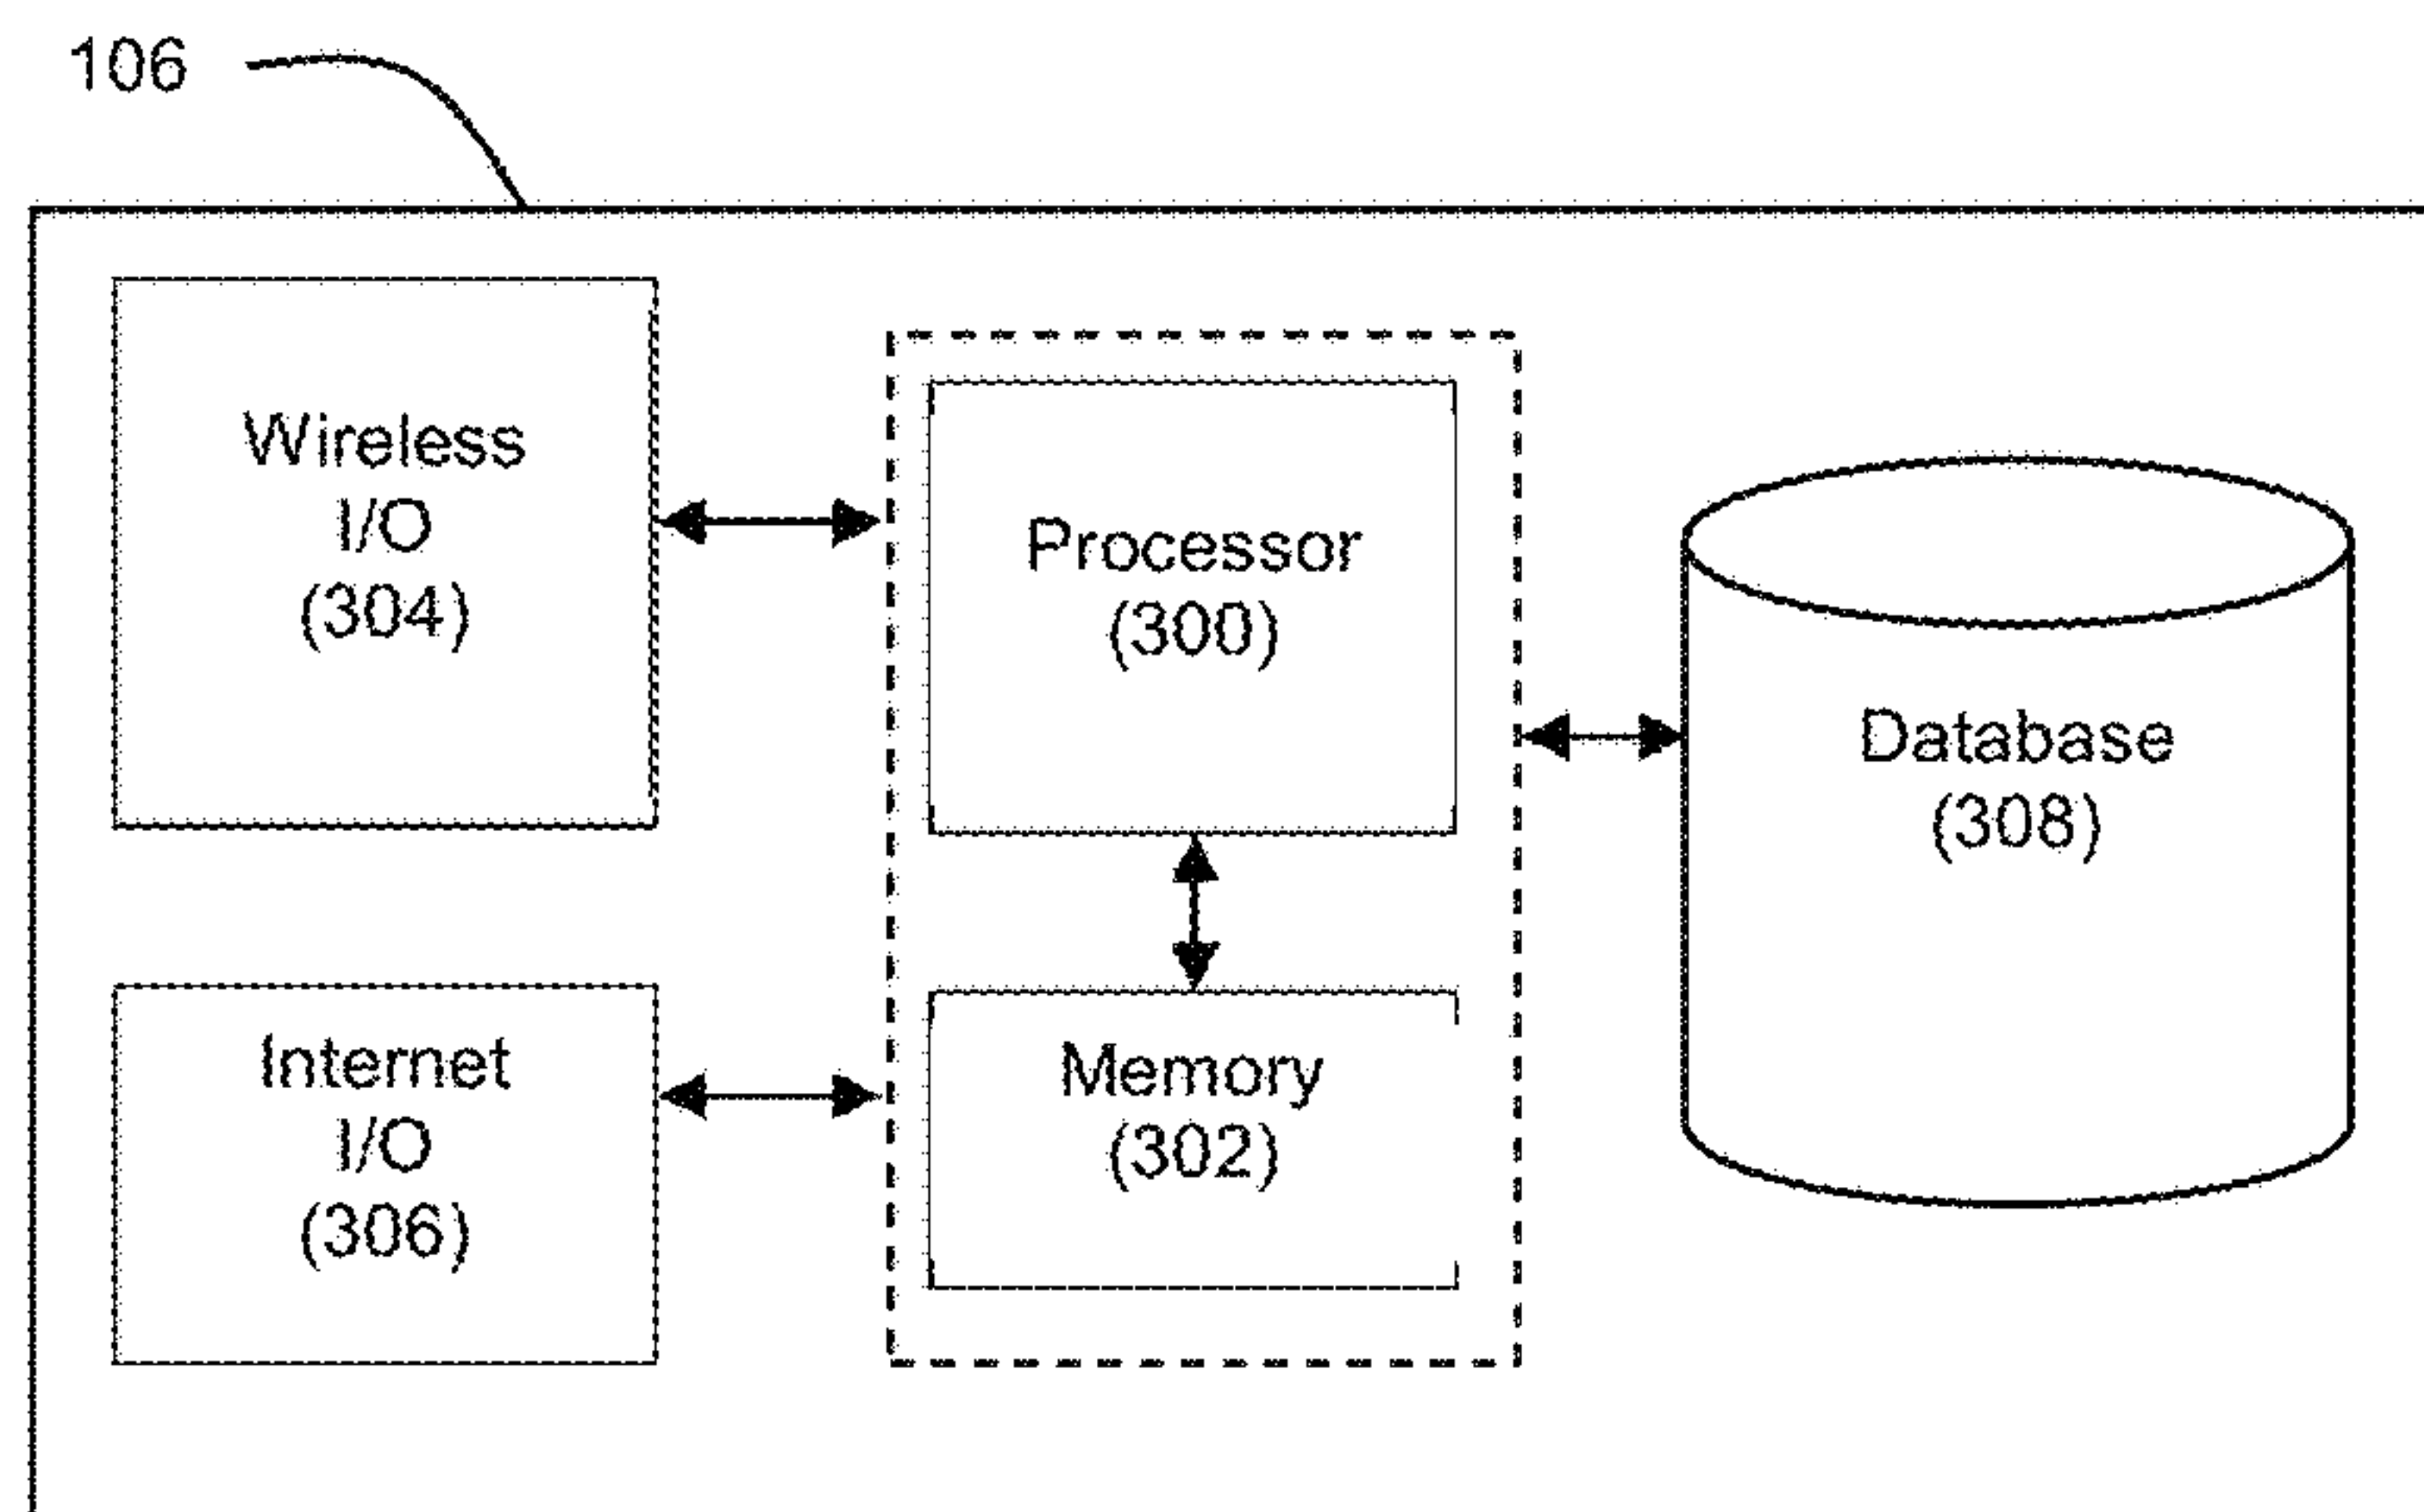 106
Wireless
I/O
(304)
Processor
(300)
Database
(308)
Internet
I/O
(306)
Memory
(302)